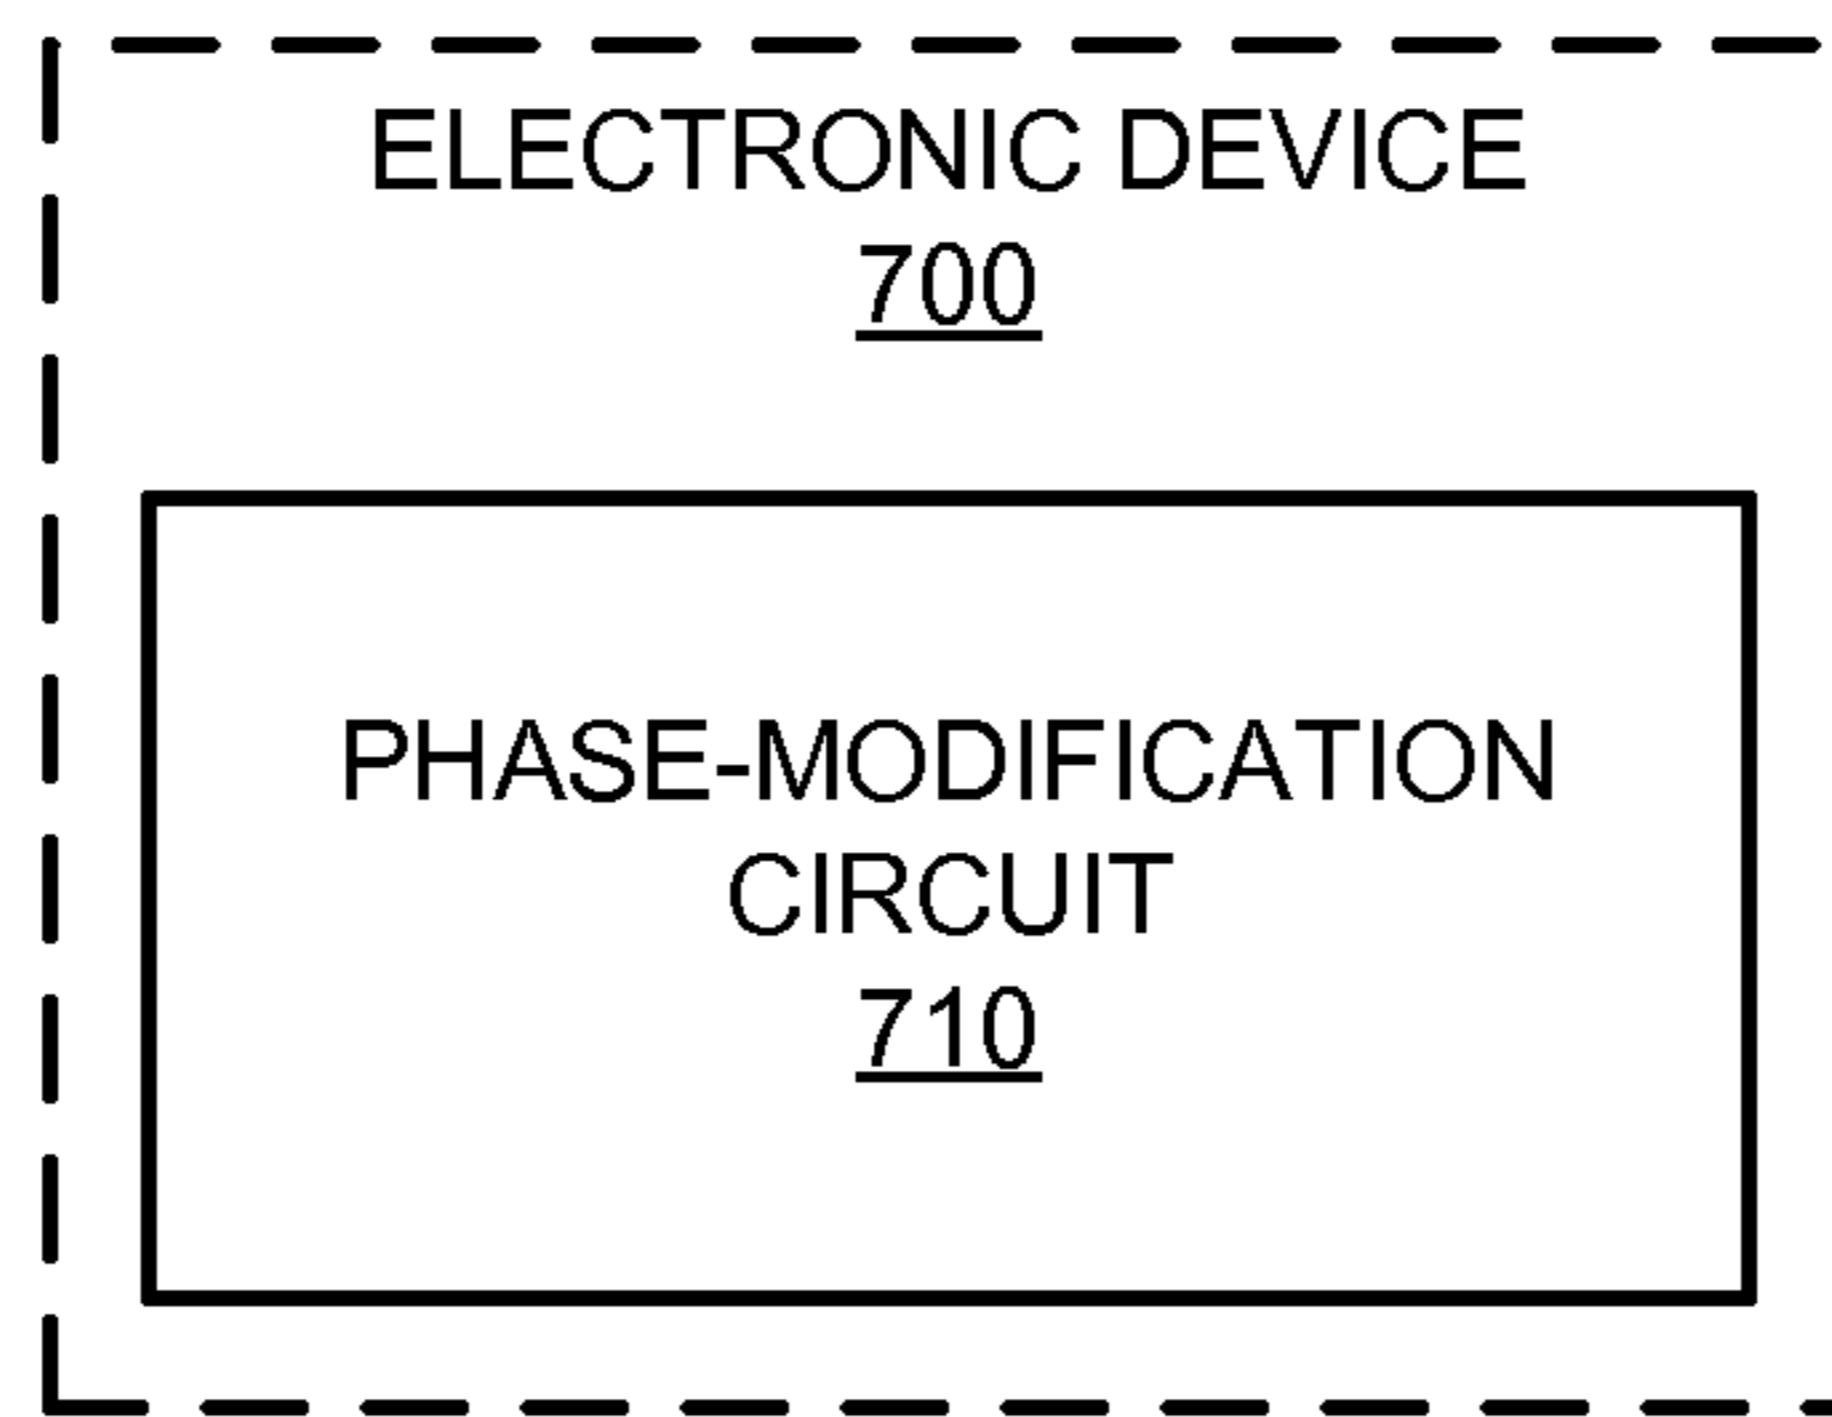 ELECTRONIC DEVICE
700
PHASE-MODIFICATION
CIRCUIT
710